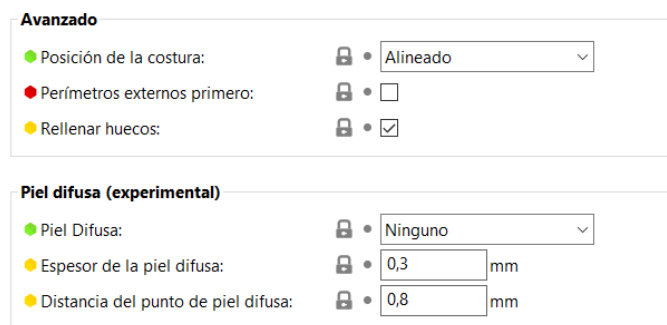 Avanzado
Posición de la costura: Alineado
Perímetros externos primero:
Rellenar huecos:
Piel difusa (experimental)
Piel Difusa: Ninguno
Espesor de la piel difusa: 0,3 mm
Distancia del punto de piel difusa: 0,8 mm